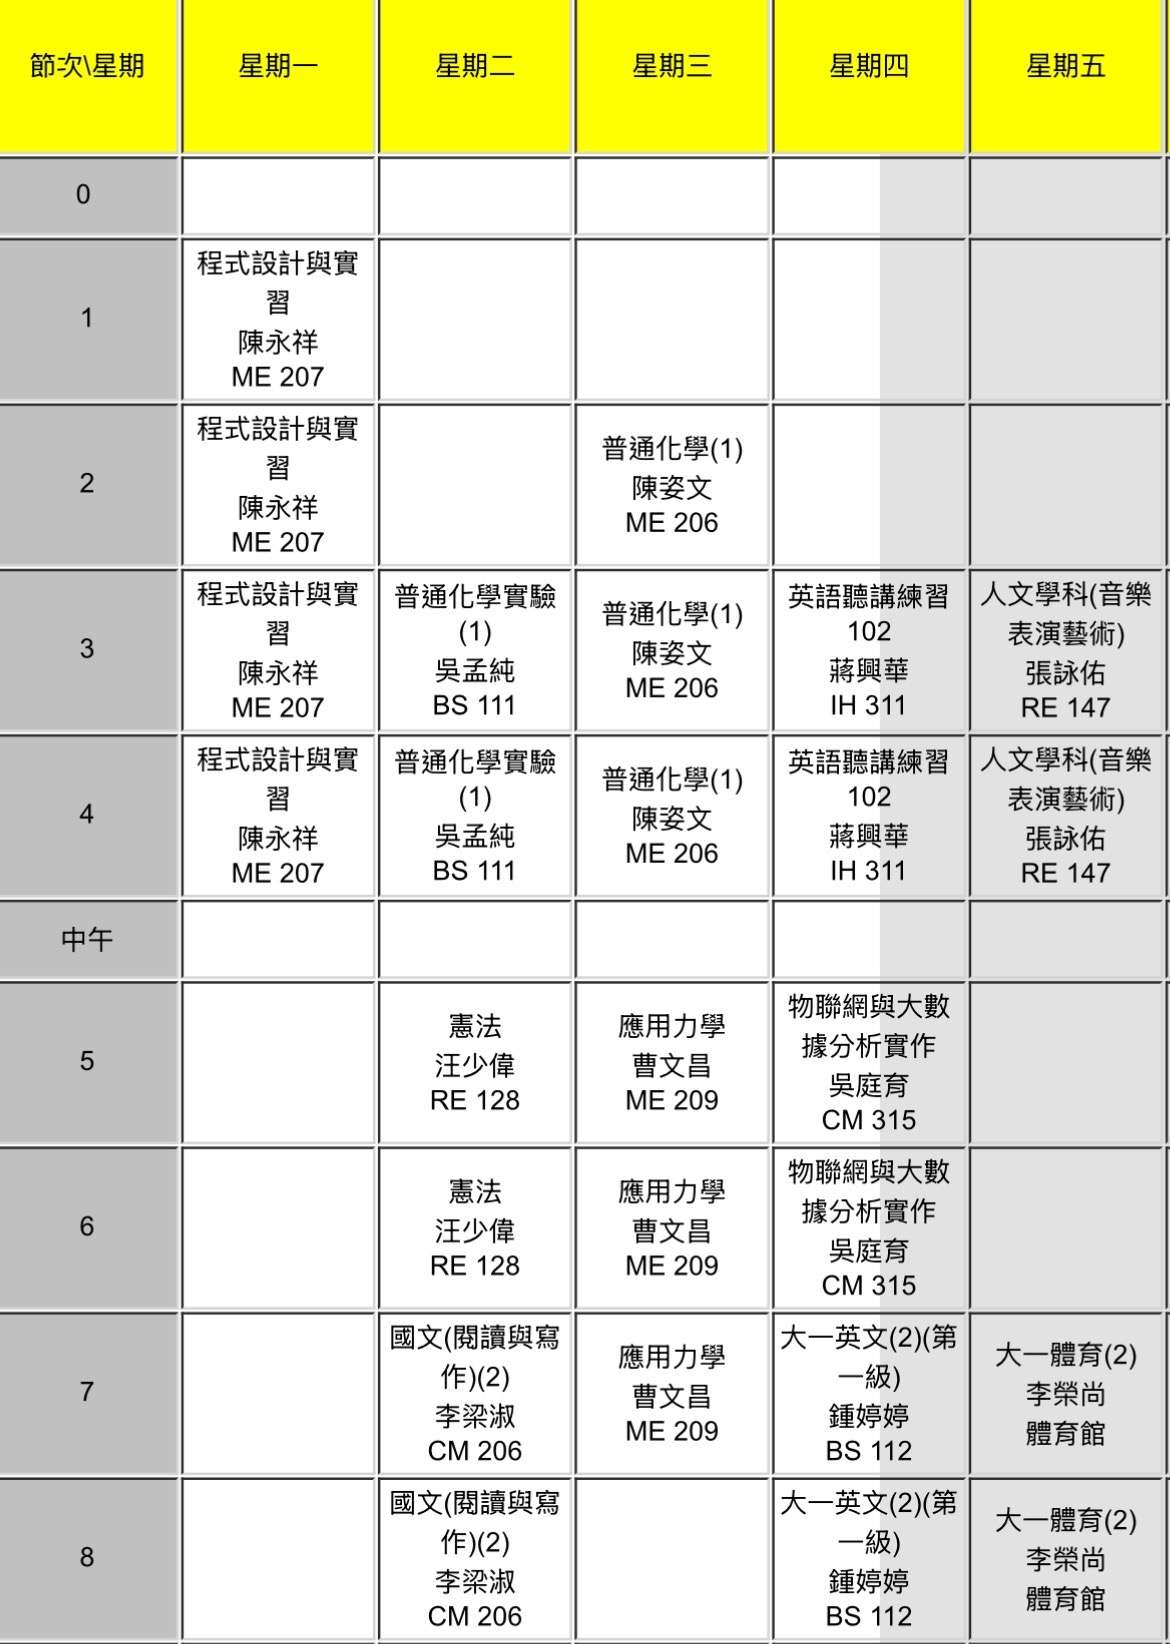 節次\星期 星期一 星期二 星期三 星期四 星期五
0
1
程式設計與實
習
陳永祥
ME 207
2
程式設計與實
習
陳永祥
ME 207
普通化學(1)
陳姿文
ME 206
3
程式設計與實
習
陳永祥
ME 207
普通化學實驗
(1)
吳孟純
BS 111
普通化學(1)
陳姿文
ME 206
英語聽講練習
102
蔣興華
IH 311
人文學科(音樂
表演藝術)
張詠佑
RE 147
4
程式設計與實
習
陳永祥
ME 207
普通化學實驗
(1)
吳孟純
BS 111
普通化學(1)
陳姿文
ME 206
英語聽講練習
102
蔣興華
IH 311
人文學科(音樂
表演藝術)
張詠佑
RE 147
中午
5
憲法
汪少偉
RE 128
應用力學
曹文昌
ME 209
物聯網與大數
據分析實作
吳庭育
CM 315
6
憲法
汪少偉
RE 128
應用力學
曹文昌
ME 209
物聯網與大數
據分析實作
吳庭育
CM 315
7
國文(閱讀與寫
作)(2)
李梁淑
CM 206
應用力學
曹文昌
ME 209
大一英文(2)(第
一級)
鍾婷婷
BS 112
大一體育(2)
李榮尚
體育館
8
國文(閱讀與寫
作)(2)
李梁淑
CM 206
大一英文(2)(第
一級)
鍾婷婷
BS 112
大一體育(2)
李榮尚
體育館